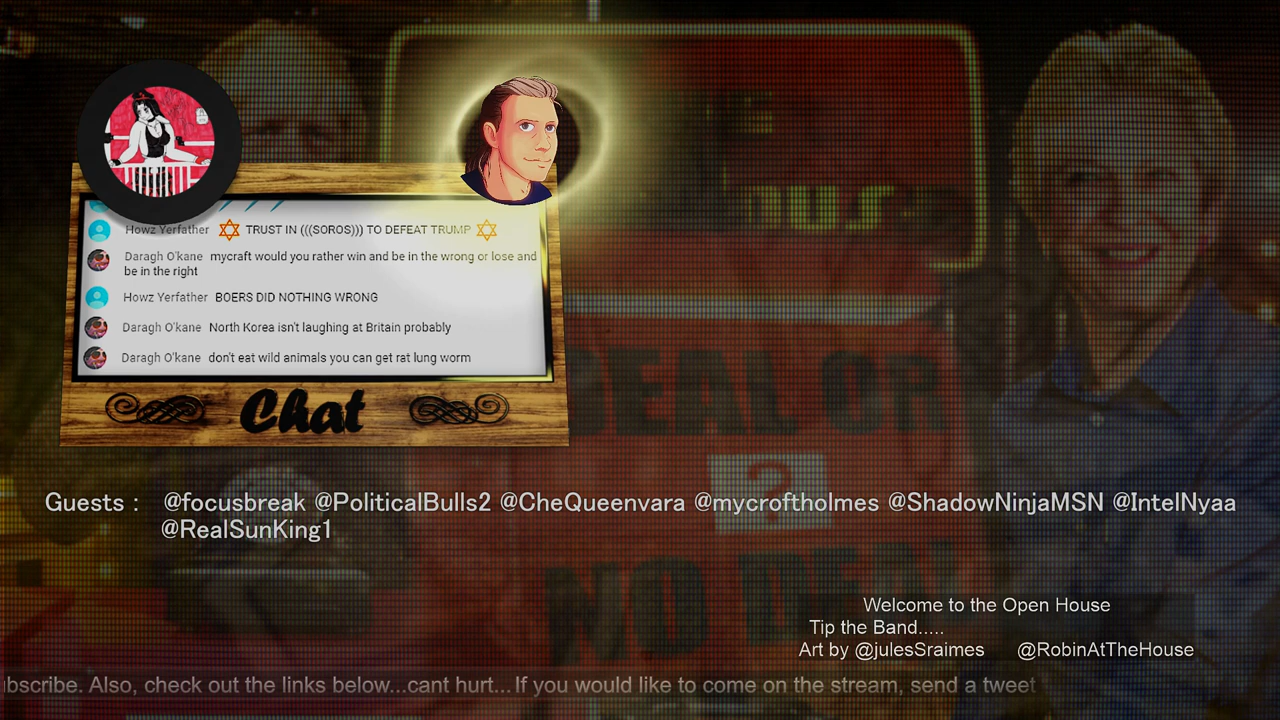 Howz Yerfather ✡ TRUST IN (((SOROS))) TO DEFEAT TRUMP ✡
Daragh O'kane mycraft would you rather win and be in the wrong or lose and
be in the right
Howz Yerfather BOERS DID NOTHING WRONG
Daragh O'kane North Korea isn't laughing at Britain probably
Daragh O'kane don't eat wild animals you can get rat lung worm
Chat
DEAL OR
?
NO DEAL
Guests : @focusbreak @PoliticalBulls2 @CheQueenvara @mycroftholmes @ShadowNinjaMSN @IntelNyaa
@RealSunKing1
Welcome to the Open House
Tip the Band.....
Art by @julesSraimes @RobinAtTheHouse
ubscribe. Also, check out the links below...cant hurt... If you would like to come on the stream, send a tweet